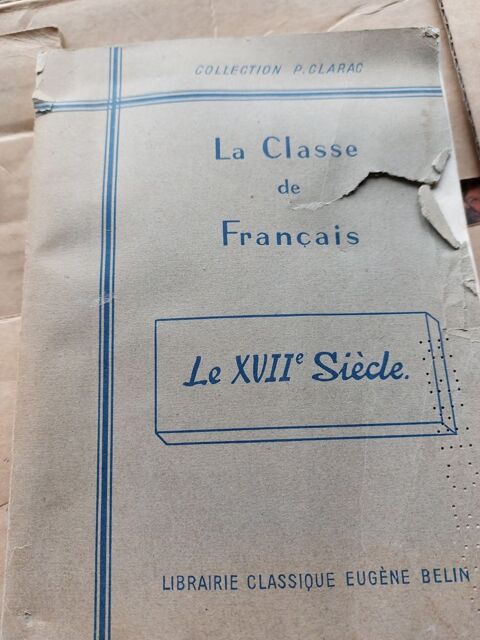 COLLECTION P. CLARAC
La Classe
de
Français
Le XVIIe Siècle.
LIBRAIRIE CLASSIQUE EUGÈNE BELIN